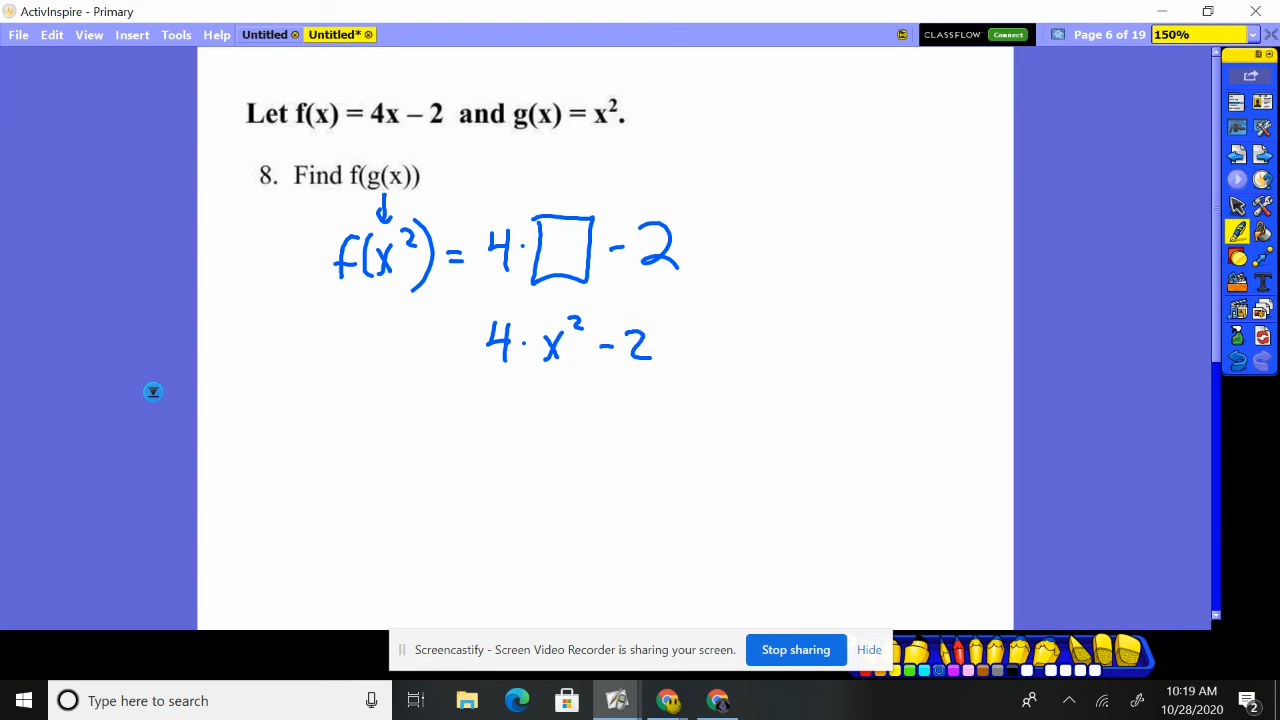 ActivInspire - Primary
File Edit View Insert Tools Help Untitled Untitled* CLASSFLOW Connect Page 6 of 19 150%
Let f(x) = 4x – 2 and g(x) = x².
8. Find f(g(x))
f(x²) = 4 · □ - 2
4 · x² - 2
Screencastify - Screen Video Recorder is sharing your screen. Stop sharing Hide
Type here to search
10:19 AM
10/28/2020
2